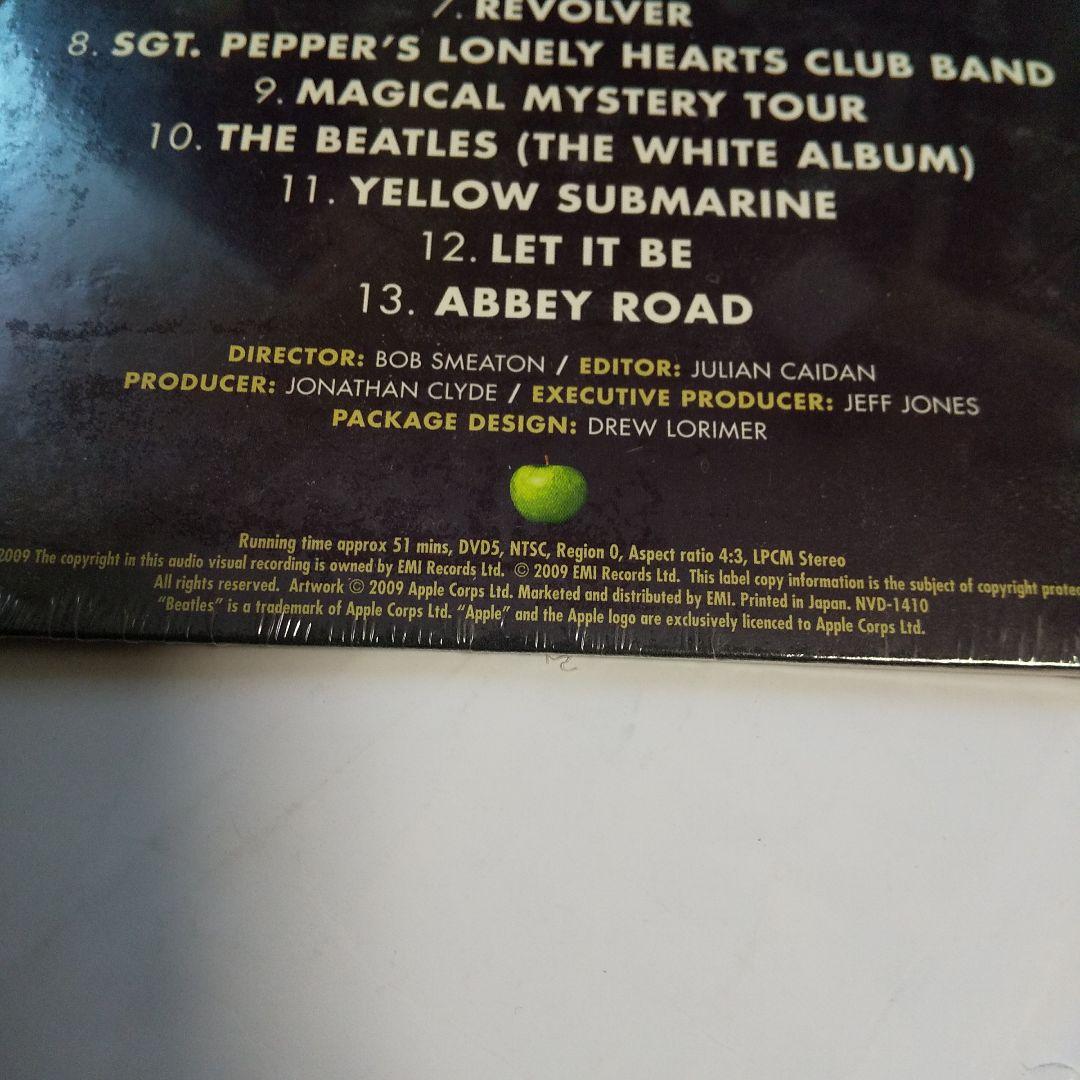 7. REVOLVER
8. SGT. PEPPER'S LONELY HEARTS CLUB BAND
9. MAGICAL MYSTERY TOUR
10. THE BEATLES (THE WHITE ALBUM)
11. YELLOW SUBMARINE
12. LET IT BE
13. ABBEY ROAD
DIRECTOR: BOB SMEATON / EDITOR: JULIAN CAIDAN
PRODUCER: JONATHAN CLYDE / EXECUTIVE PRODUCER: JEFF JONES
PACKAGE DESIGN: DREW LORIMER
Running time approx 51 mins, DVD5, NTSC, Region 0, Aspect ratio 4:3, LPCM Stereo
2009 The copyright in this audio visual recording is owned by EMI Records Ltd. © 2009 EMI Records Ltd. This label copy information is the subject of copyright
All rights reserved. Artwork © 2009 Apple Corps Ltd. Marketed and distributed by EMI. Printed in Japan. NVD-1410
"Beatles" is a trademark of Apple Corps Ltd. "Apple" and the Apple logo are exclusively licenced to Apple Corps Ltd.